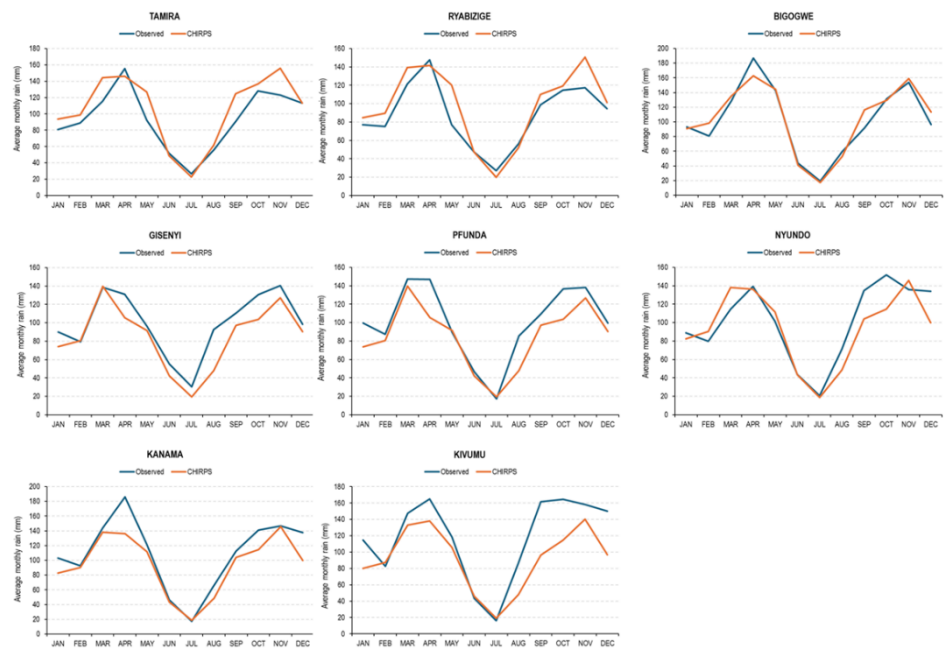 TAMIRA
Observed CHIRPS
Average monthly rain (mm)
180
160
140
120
100
80
60
40
20
0
JAN FEB MAR APR MAY JUN JUL AUG SEP OCT NOV DEC
RYABIZIGE
Observed CHIRPS
Average monthly rain (mm)
160
140
120
100
80
60
40
20
0
JAN FEB MAR APR MAY JUN JUL AUG SEP OCT NOV DEC
BIGOGWE
Observed CHIRPS
Average monthly rain (mm)
200
180
160
140
120
100
80
60
40
20
0
JAN FEB MAR APR MAY JUN JUL AUG SEP OCT NOV DEC
GISENYI
Observed CHIRPS
Average monthly rain (mm)
160
140
120
100
80
60
40
20
0
JAN FEB MAR APR MAY JUN JUL AUG SEP OCT NOV DEC
PFUNDA
Observed CHIRPS
Average monthly rain (mm)
160
140
120
100
80
60
40
20
0
JAN FEB MAR APR MAY JUN JUL AUG SEP OCT NOV DEC
NYUNDO
Observed CHIRPS
Average monthly rain (mm)
160
140
120
100
80
60
40
20
0
JAN FEB MAR APR MAY JUN JUL AUG SEP OCT NOV DEC
KANAMA
Observed CHIRPS
Average monthly rain (mm)
200
180
160
140
120
100
80
60
40
20
0
JAN FEB MAR APR MAY JUN JUL AUG SEP OCT NOV DEC
KIVUMU
Observed CHIRPS
Average monthly rain (mm)
180
160
140
120
100
80
60
40
20
0
JAN FEB MAR APR MAY JUN JUL AUG SEP OCT NOV DEC